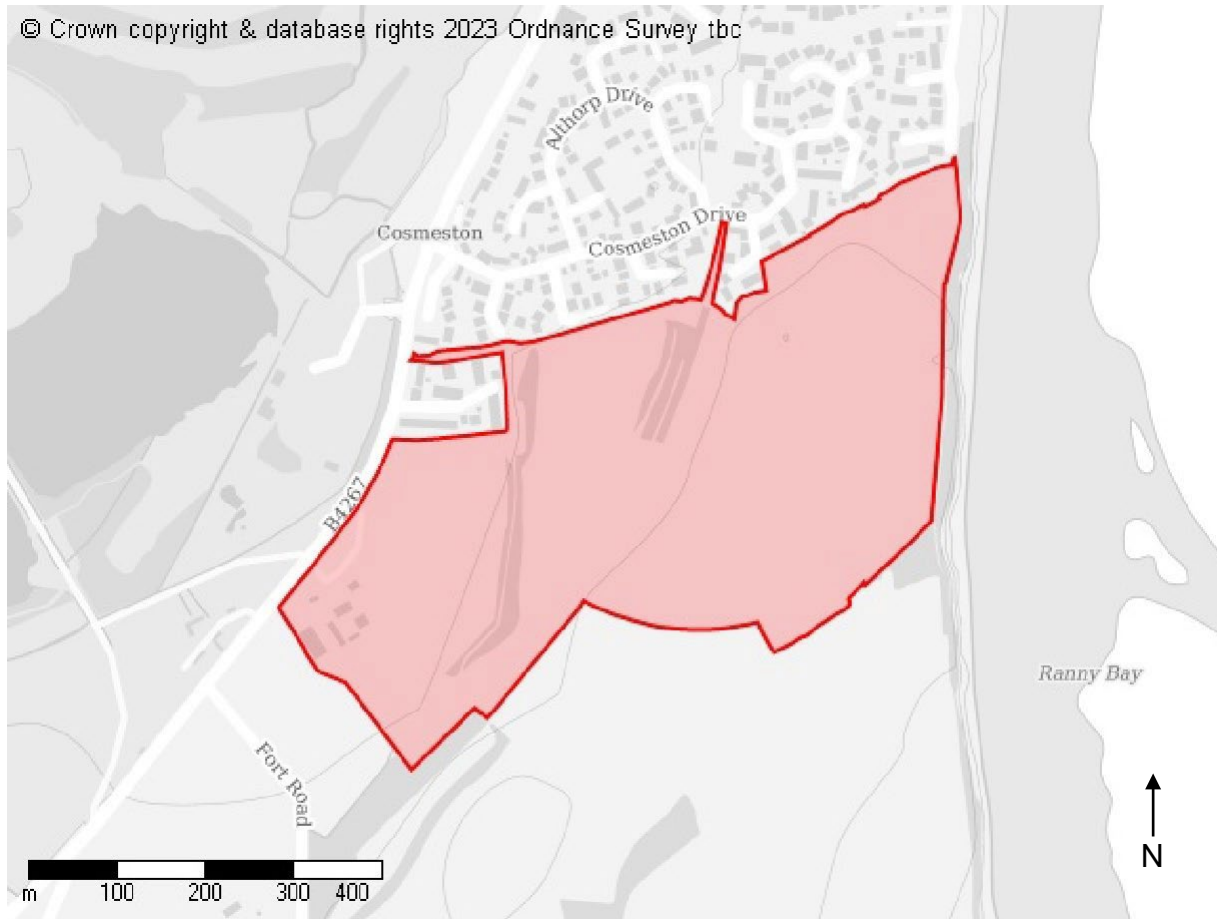 © Crown copyright & database rights 2023 Ordnance Survey tbc
Althorp Drive
Cosmeston
Cosmeston Drive
B4267
Ranny Bay
Fort Road
N
m 100 200 300 400